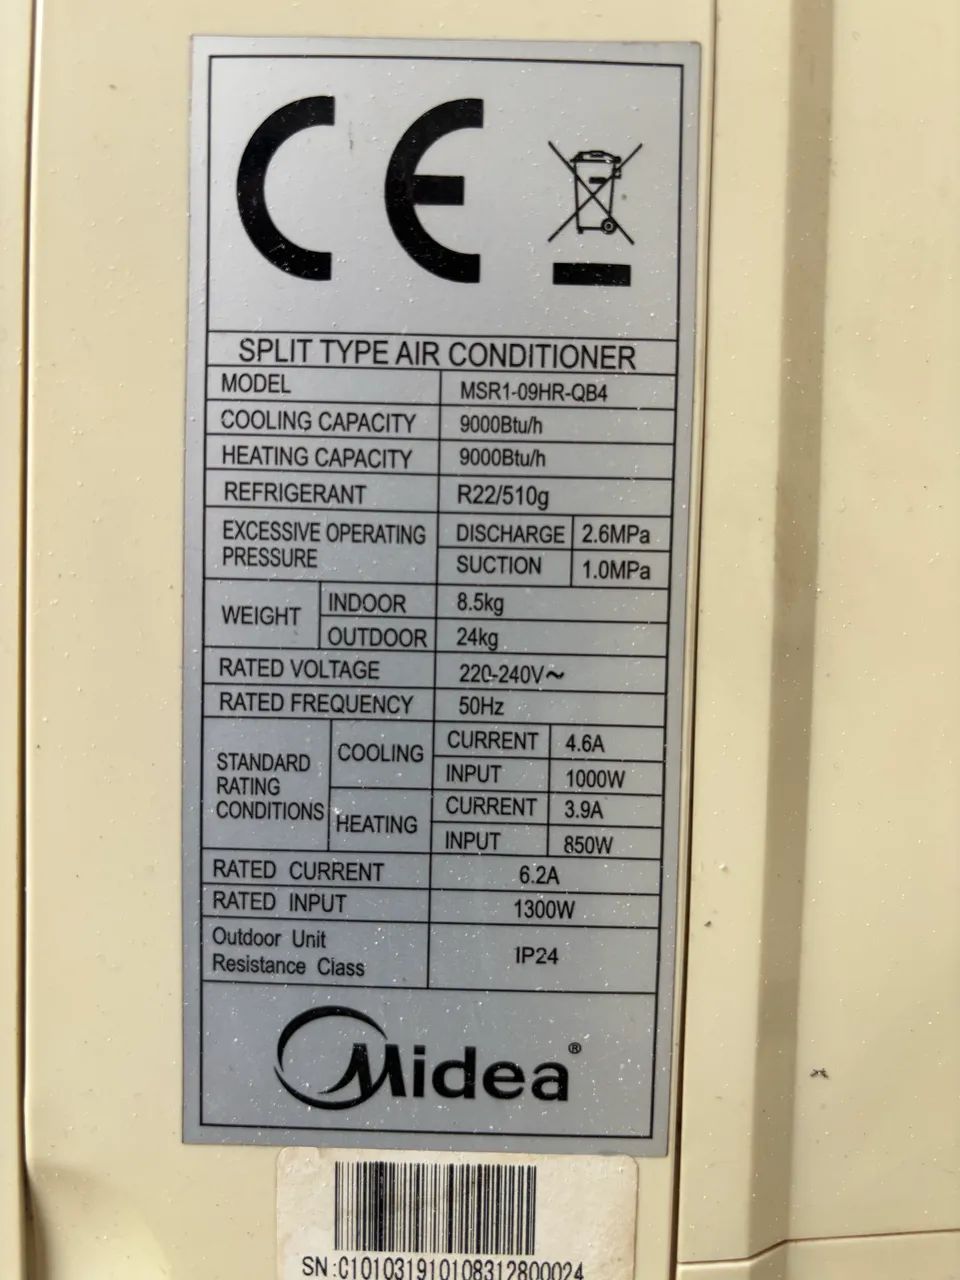 CE
SPLIT TYPE AIR CONDITIONER
MODEL MSR1-09HR-QB4
COOLING CAPACITY 9000Btu/h
HEATING CAPACITY 9000Btu/h
REFRIGERANT R22/510g
EXCESSIVE OPERATING PRESSURE DISCHARGE 2.6MPa
SUCTION 1.0MPa
WEIGHT INDOOR 8.5kg
OUTDOOR 24kg
RATED VOLTAGE 220-240V~
RATED FREQUENCY 50Hz
STANDARD RATING CONDITIONS COOLING CURRENT 4.6A
INPUT 1000W
HEATING CURRENT 3.9A
INPUT 850W
RATED CURRENT 6.2A
RATED INPUT 1300W
Outdoor Unit Resistance Class IP24
Midea®
SN:C101031910108312800024